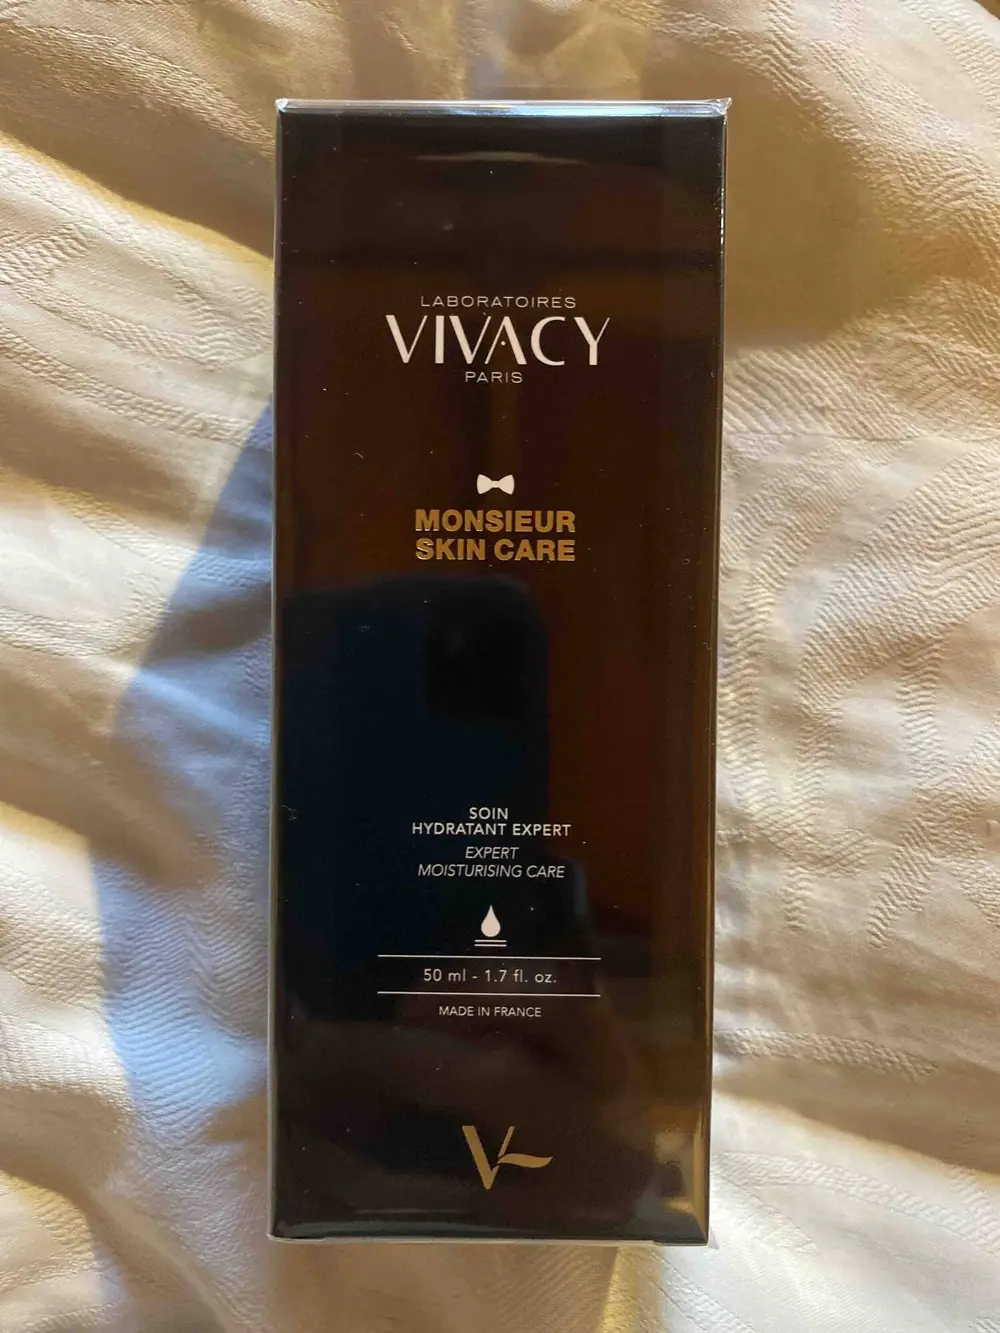 LABORATOIRES
VIVACY
PARIS
MONSIEUR
SKIN CARE
SOIN
HYDRATANT EXPERT
EXPERT
MOISTURISING CARE
50 ml - 1.7 fl. oz.
MADE IN FRANCE